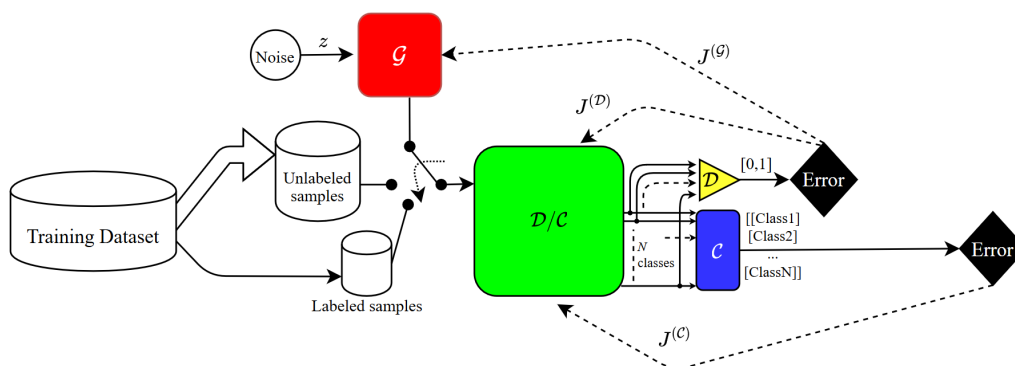 Noise
z
𝒢
J^(𝒢)
J^(𝒟)
Training Dataset
Unlabeled
samples
Labeled samples
𝒟/𝒞
N
classes
𝒟
[0,1]
Error
𝒞
[[Class1]
[Class2]
...
[ClassN]]
Error
J^(𝒞)